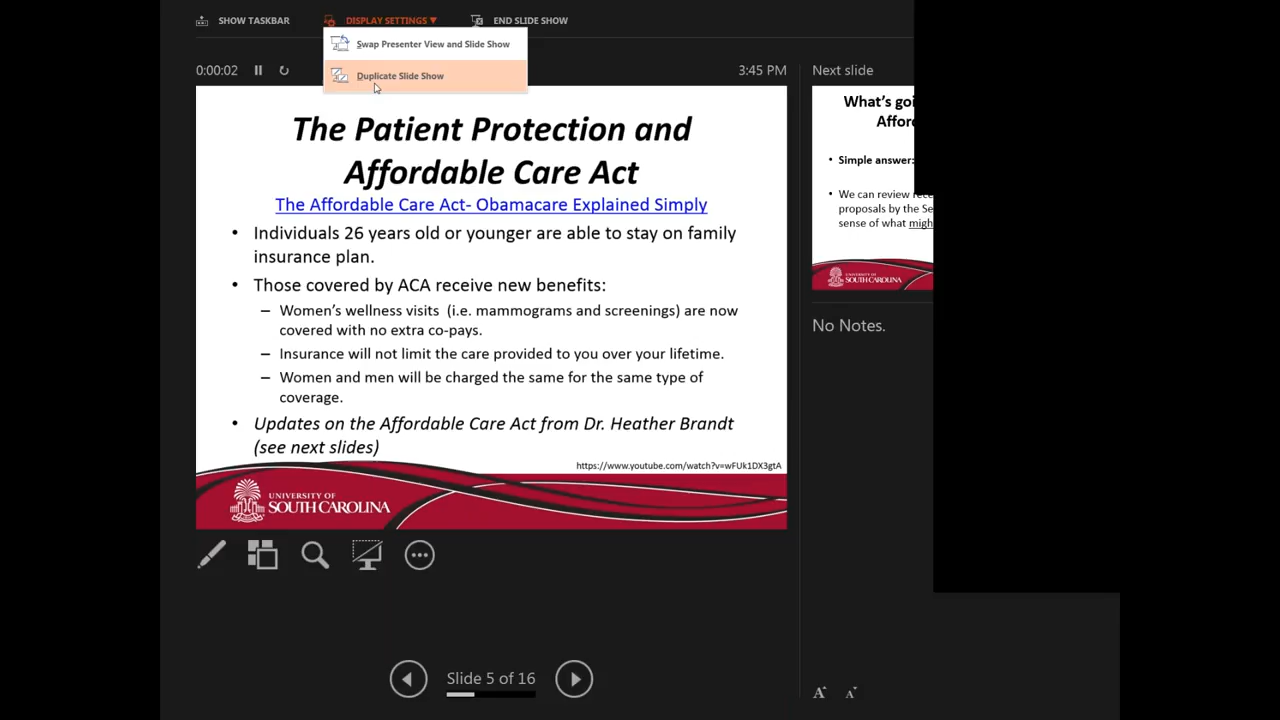 SHOW TASKBAR
DISPLAY SETTINGS ▼
END SLIDE SHOW
Swap Presenter View and Slide Show
Duplicate Slide Show
0:00:02
3:45 PM
Next slide
The Patient Protection and
Affordable Care Act
The Affordable Care Act- Obamacare Explained Simply
• Individuals 26 years old or younger are able to stay on family
insurance plan.
• Those covered by ACA receive new benefits:
– Women's wellness visits (i.e. mammograms and screenings) are now
covered with no extra co-pays.
– Insurance will not limit the care provided to you over your lifetime.
– Women and men will be charged the same for the same type of
coverage.
• Updates on the Affordable Care Act from Dr. Heather Brandt
(see next slides)
https://www.youtube.com/watch?v=wFUk1DX3gtA
UNIVERSITY OF
SOUTH CAROLINA
What's goi
Affor
• Simple answer:
• We can review rece
proposals by the Se
sense of what migh
UNIVERSITY OF
SOUTH CAROLINA
No Notes.
Slide 5 of 16
A A